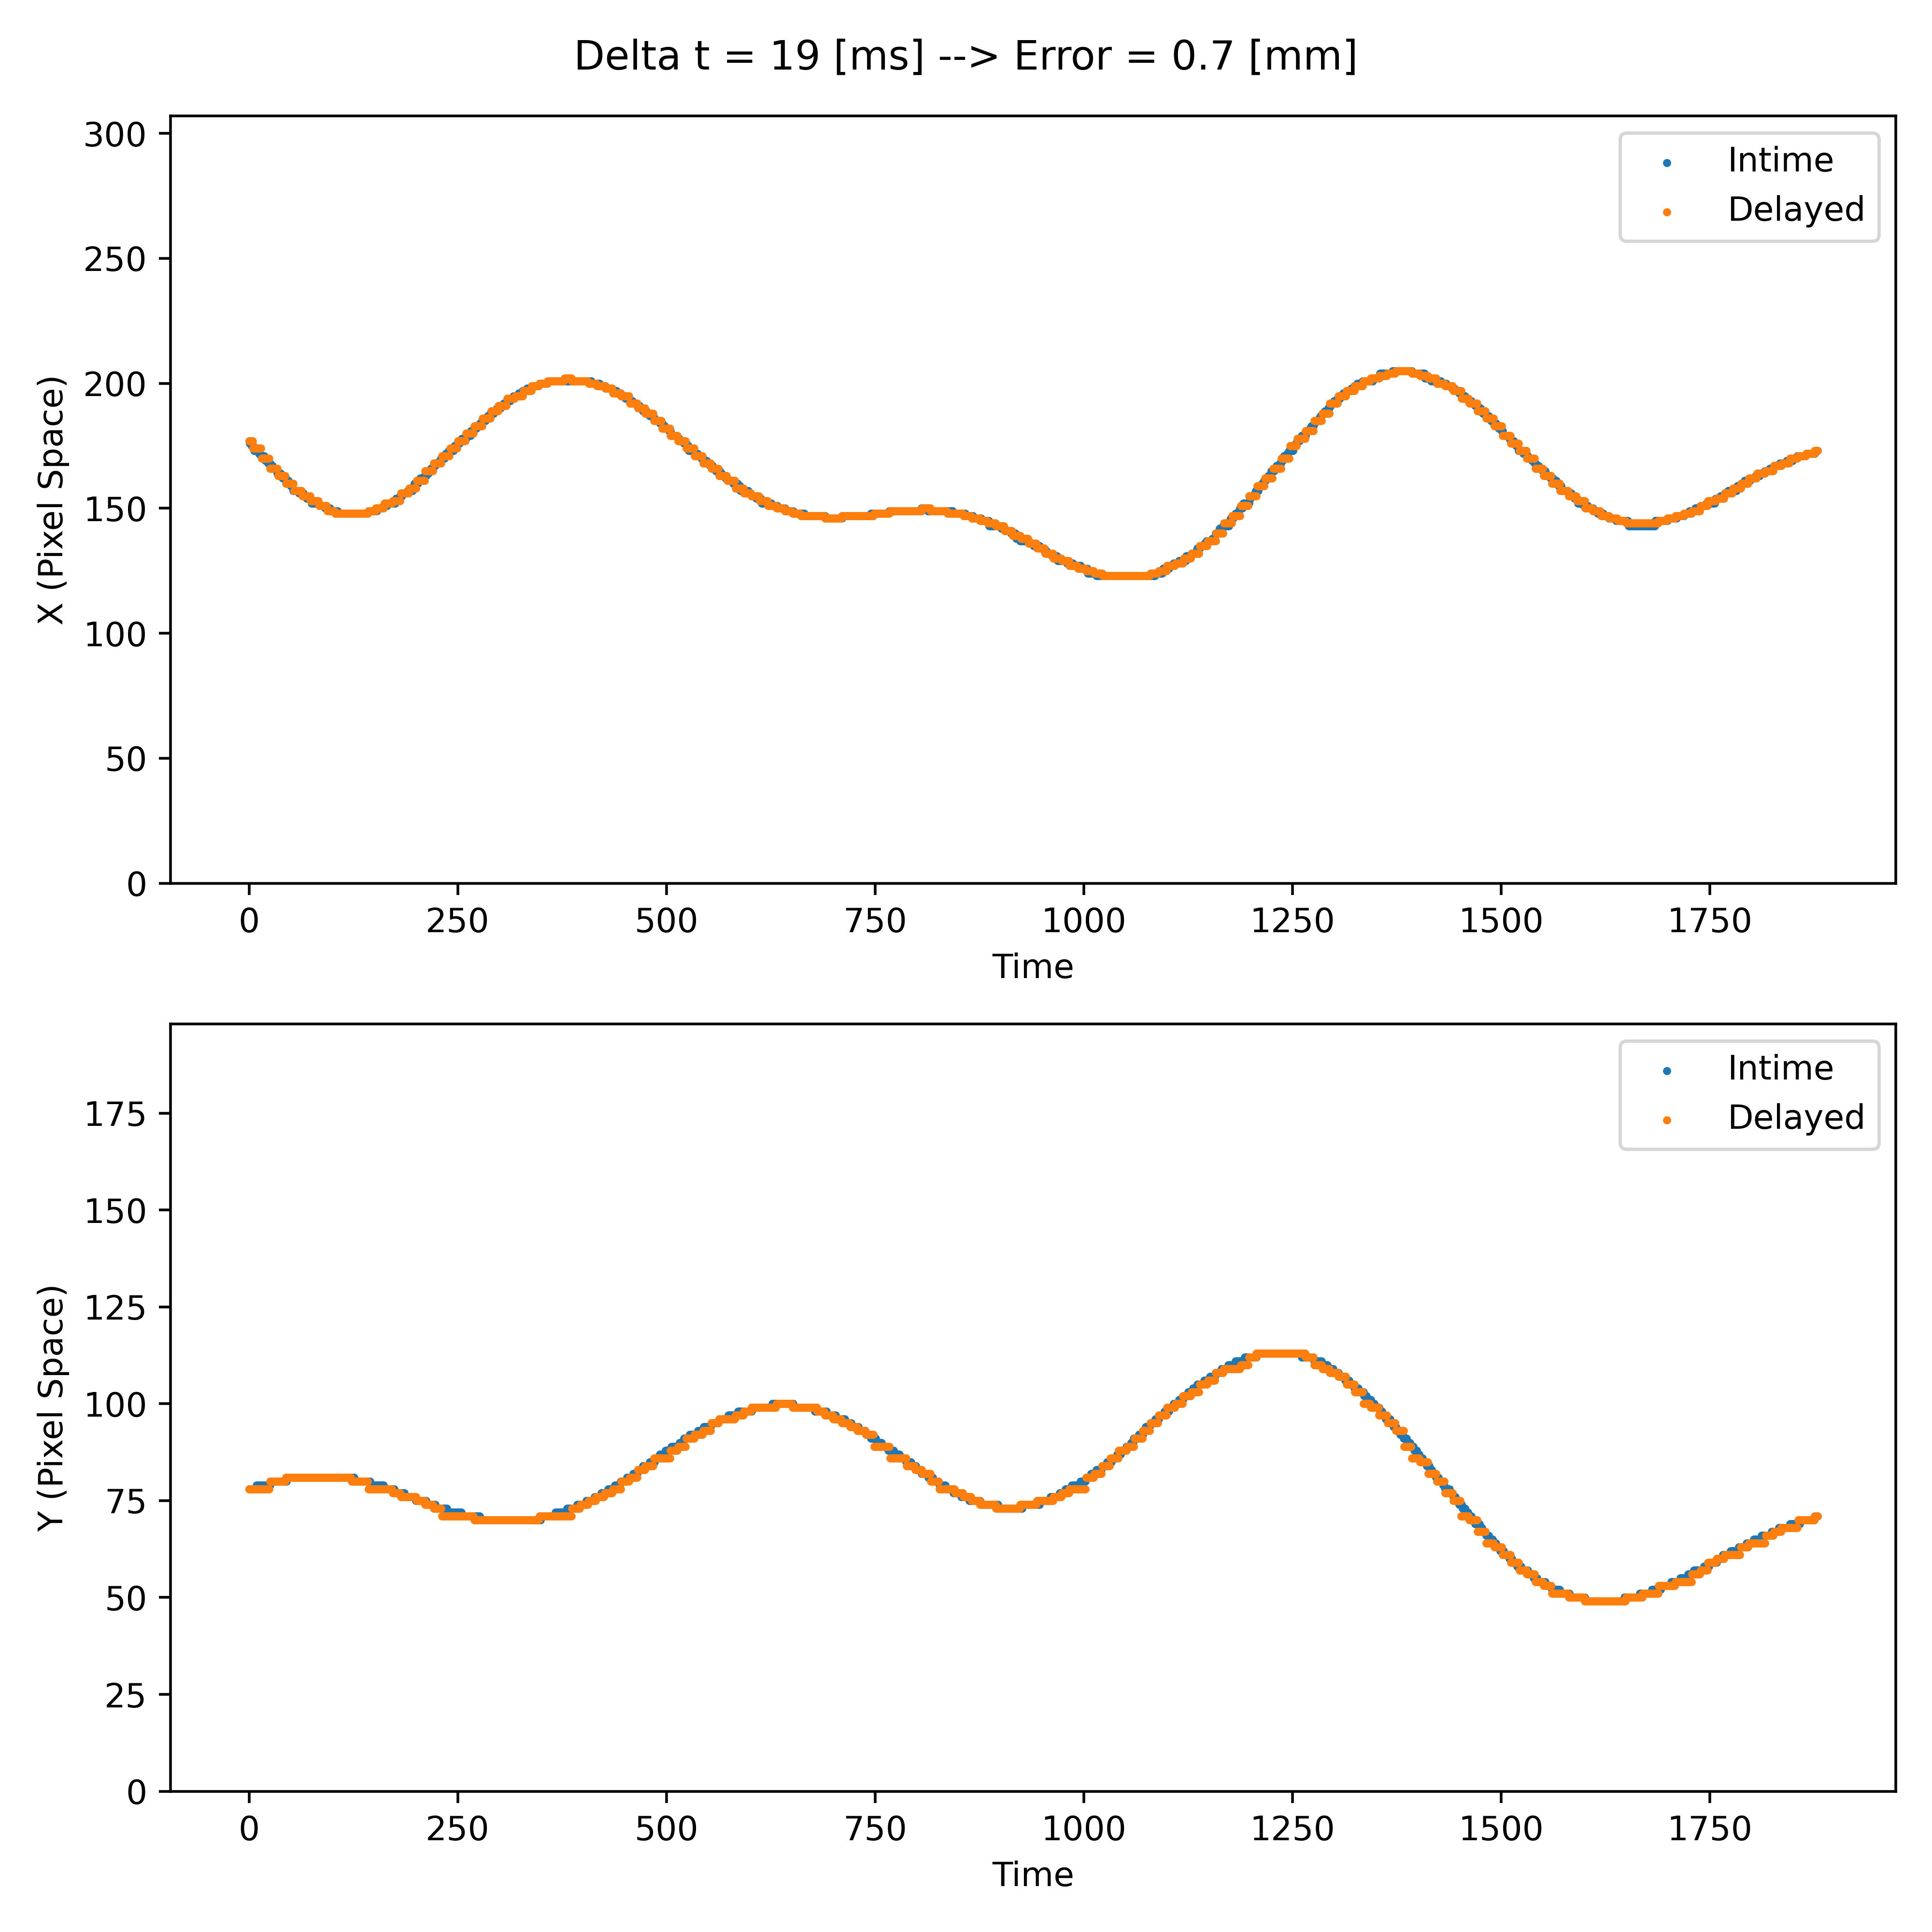 Delta t = 19 [ms] --> Error = 0.7 [mm]
300
250
200
150
100
50
0
X (Pixel Space)
Intime
Delayed
0 250 500 750 1000 1250 1500 1750
Time
175
150
125
100
75
50
25
0
Y (Pixel Space)
Intime
Delayed
0 250 500 750 1000 1250 1500 1750
Time